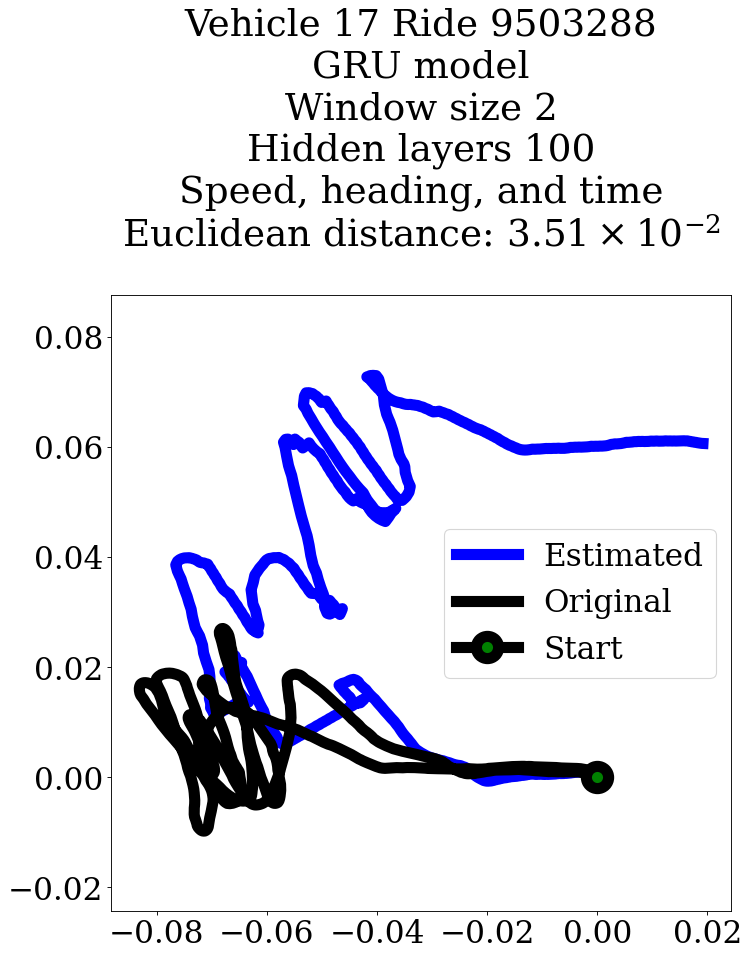 Vehicle 17 Ride 9503288
GRU model
Window size 2
Hidden layers 100
Speed, heading, and time
Euclidean distance: 3.51 × 10⁻²
0.08
0.06
0.04
0.02
0.00
−0.02
Estimated
Original
Start
−0.08 −0.06 −0.04 −0.02 0.00 0.02